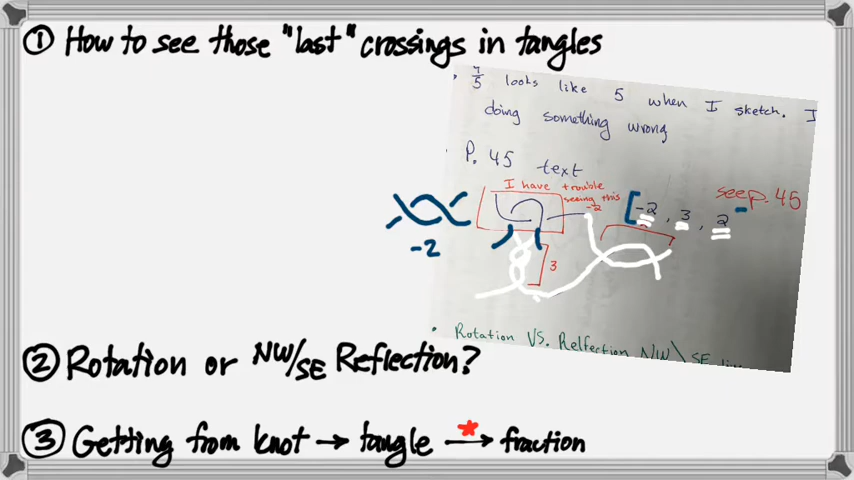 ① How to see those "last" crossings in tangles
. 4/5 looks like 5 when I sketch. I
doing something wrong
. P. 45 text
I have trouble
seeing this
see p. 45
-2
[-2, 3, 2
-2
3
• Rotation VS. Relfection NW\SE
② Rotation or NW/SE Reflection?
③ Getting from knot → tangle *→ fraction